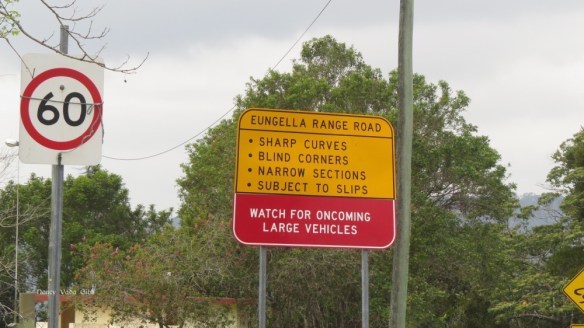 60
EUNGELLA RANGE ROAD
• SHARP CURVES
• BLIND CORNERS
• NARROW SECTIONS
• SUBJECT TO SLIPS
WATCH FOR ONCOMING
LARGE VEHICLES